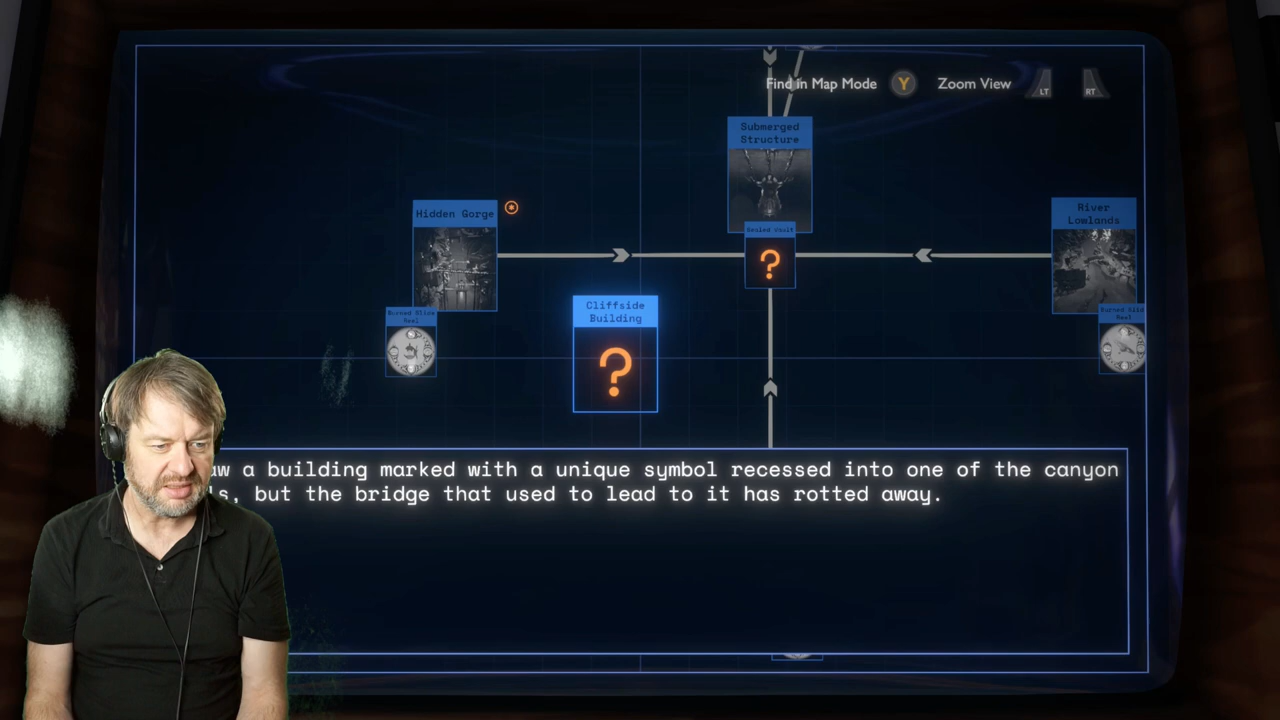 Find in Map Mode Y Zoom View LT RT
Submerged
Structure
Hidden Gorge
River
Lowlands
Sealed Vault
?
Cliffside
Building
?
Burned Slide
Reel
Burned Slide
Reel
aw a building marked with a unique symbol recessed into one of the canyon
s, but the bridge that used to lead to it has rotted away.